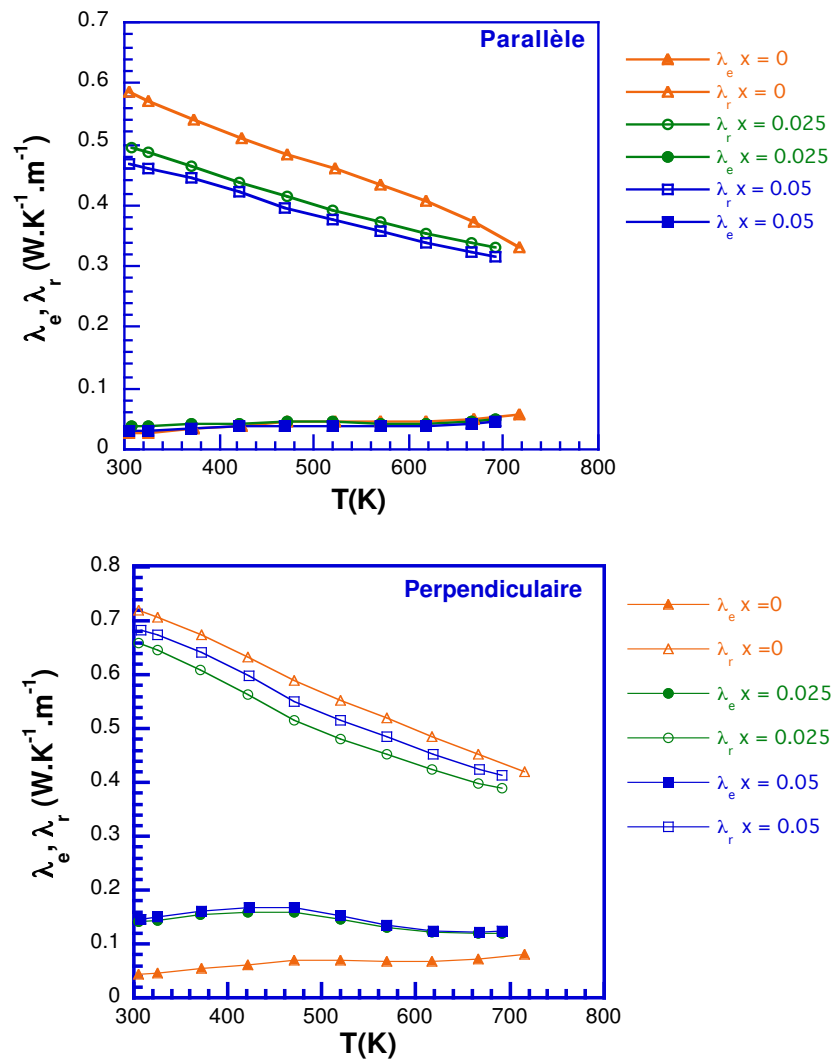 Parallèle
0.7
0.6
0.5
0.4
0.3
0.2
0.1
0
λe, λr (W.K-1.m-1)
300 400 500 600 700 800
T(K)
λe x = 0
λr x = 0
λr x = 0.025
λe x = 0.025
λr x = 0.05
λe x = 0.05
Perpendiculaire
0.8
0.7
0.6
0.5
0.4
0.3
0.2
0.1
0
λe, λr (W.K-1.m-1)
300 400 500 600 700 800
T(K)
λe x =0
λr x =0
λe x = 0.025
λr x = 0.025
λe x = 0.05
λr x = 0.05